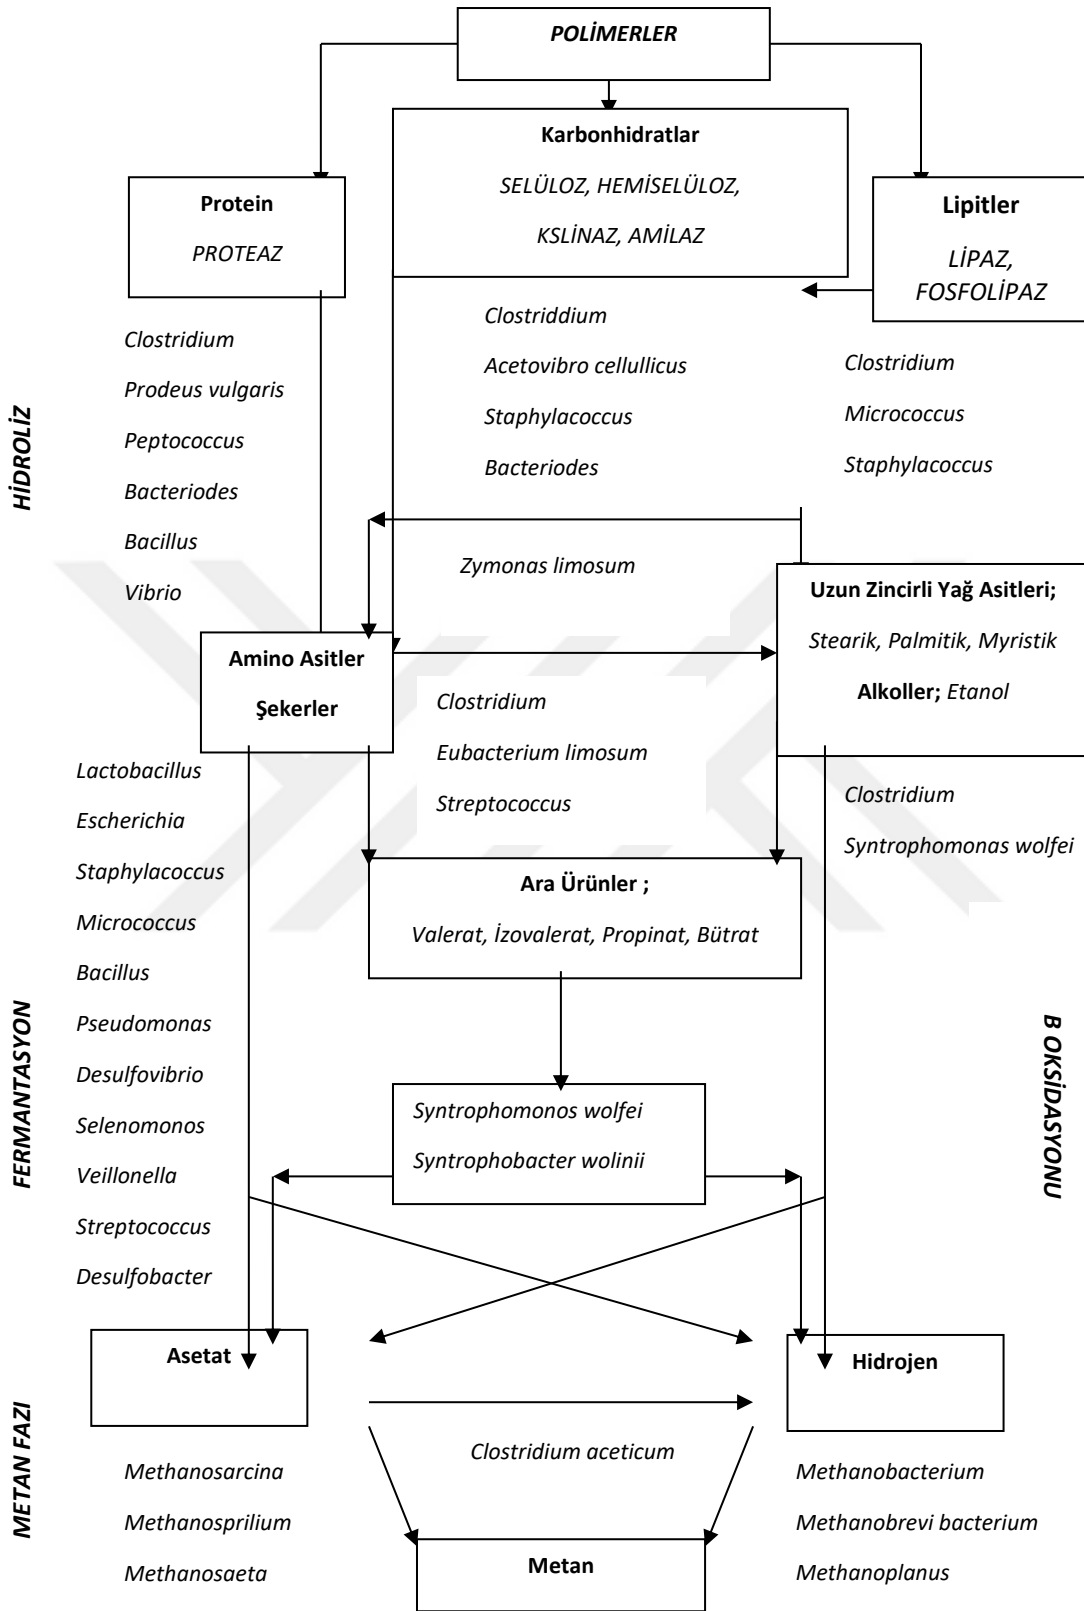 POLİMERLER
Karbonhidratlar
SELÜLOZ, HEMİSELÜLOZ,
KSLİNAZ, AMİLAZ
Protein
PROTEAZ
Lipitler
LİPAZ,
FOSFOLİPAZ
HİDROLİZ
Clostridium
Prodeus vulgaris
Peptococcus
Bacteriodes
Bacillus
Vibrio
Clostriddium
Acetovibro cellullicus
Staphylacoccus
Bacteriodes
Clostridium
Micrococcus
Staphylacoccus
Zymonas limosum
Amino Asitler
Şekerler
Uzun Zincirli Yağ Asitleri;
Stearik, Palmitik, Myristik
Alkoller; Etanol
Clostridium
Eubacterium limosum
Streptococcus
Clostridium
Syntrophomonas wolfei
Lactobacillus
Escherichia
Staphylacoccus
Micrococcus
Bacillus
Pseudomonas
Desulfovibrio
Selenomonos
Veillonella
Streptococcus
Desulfobacter
Ara Ürünler ;
Valerat, İzovalerat, Propinat, Bütrat
FERMANTASYON
B OKSİDASYONU
Syntrophomonos wolfei
Syntrophobacter wolinii
Asetat
Hidrojen
METAN FAZI
Clostridium aceticum
Methanosarcina
Methanosprilium
Methanosaeta
Methanobacterium
Methanobrevi bacterium
Methanoplanus
Metan